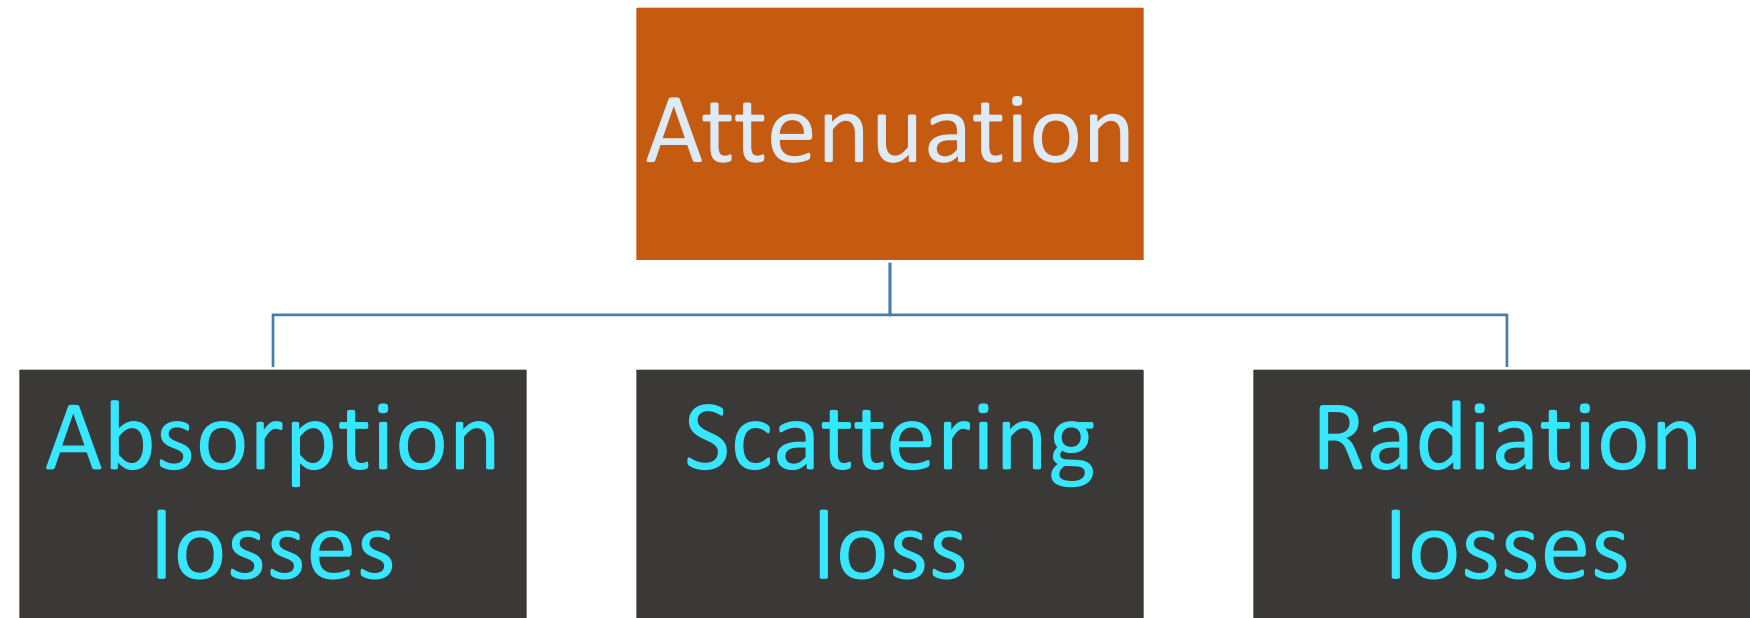 Attenuation
Absorption
losses
Scattering
loss
Radiation
losses